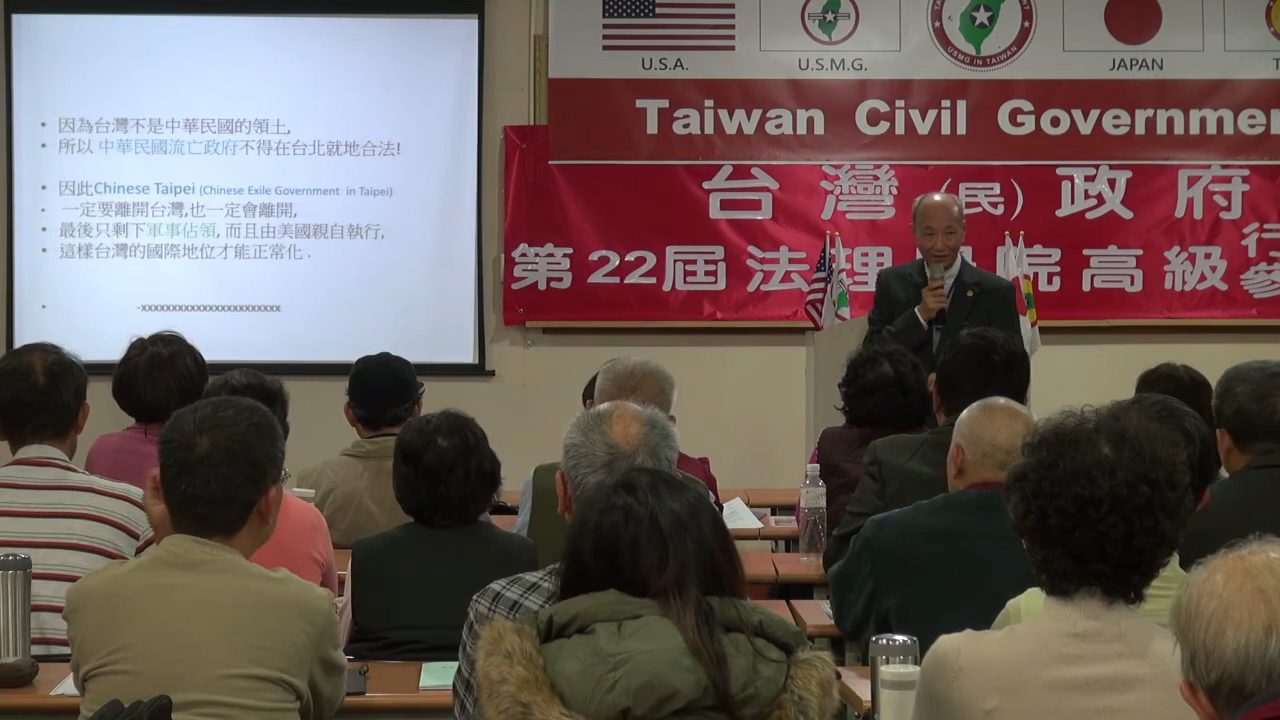 • 因為台灣不是中華民國的領土,
• 所以 中華民國流亡政府不得在台北就地合法!
• 因此Chinese Taipei (Chinese Exile Government in Taipei)
• 一定要離開台灣,也一定會離開,
• 最後只剩下軍事佔領, 而且由美國親自執行,
• 這樣台灣的國際地位才能正常化 .
• -xxxxxxxxxxxxxxxxxxxxxxx
U.S.A.
U.S.M.G.
USMG IN TAIWAN
JAPAN
Taiwan Civil Governme
台灣(民)政府
第22屆法理 院高級
行